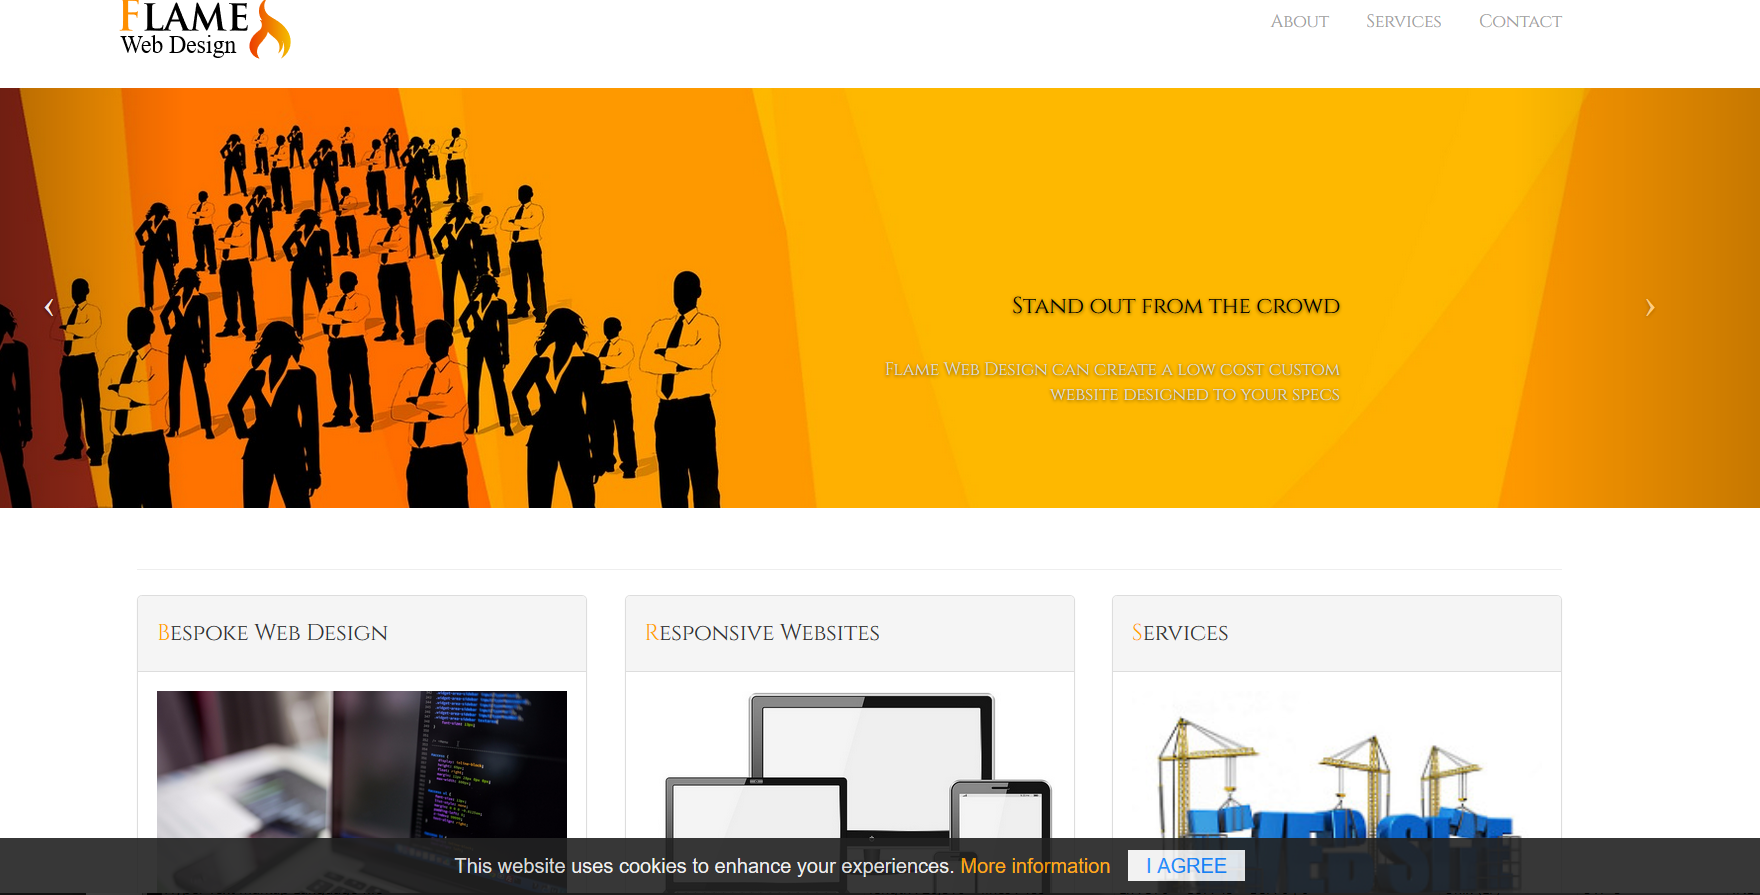 FLAME
Web Design
ABOUT SERVICES CONTACT
STAND OUT FROM THE CROWD
FLAME WEB DESIGN CAN CREATE A LOW COST CUSTOM
WEBSITE DESIGNED TO YOUR SPECS
BESPOKE WEB DESIGN
RESPONSIVE WEBSITES
SERVICES
WEB SITE
This website uses cookies to enhance your experiences. More information I AGREE